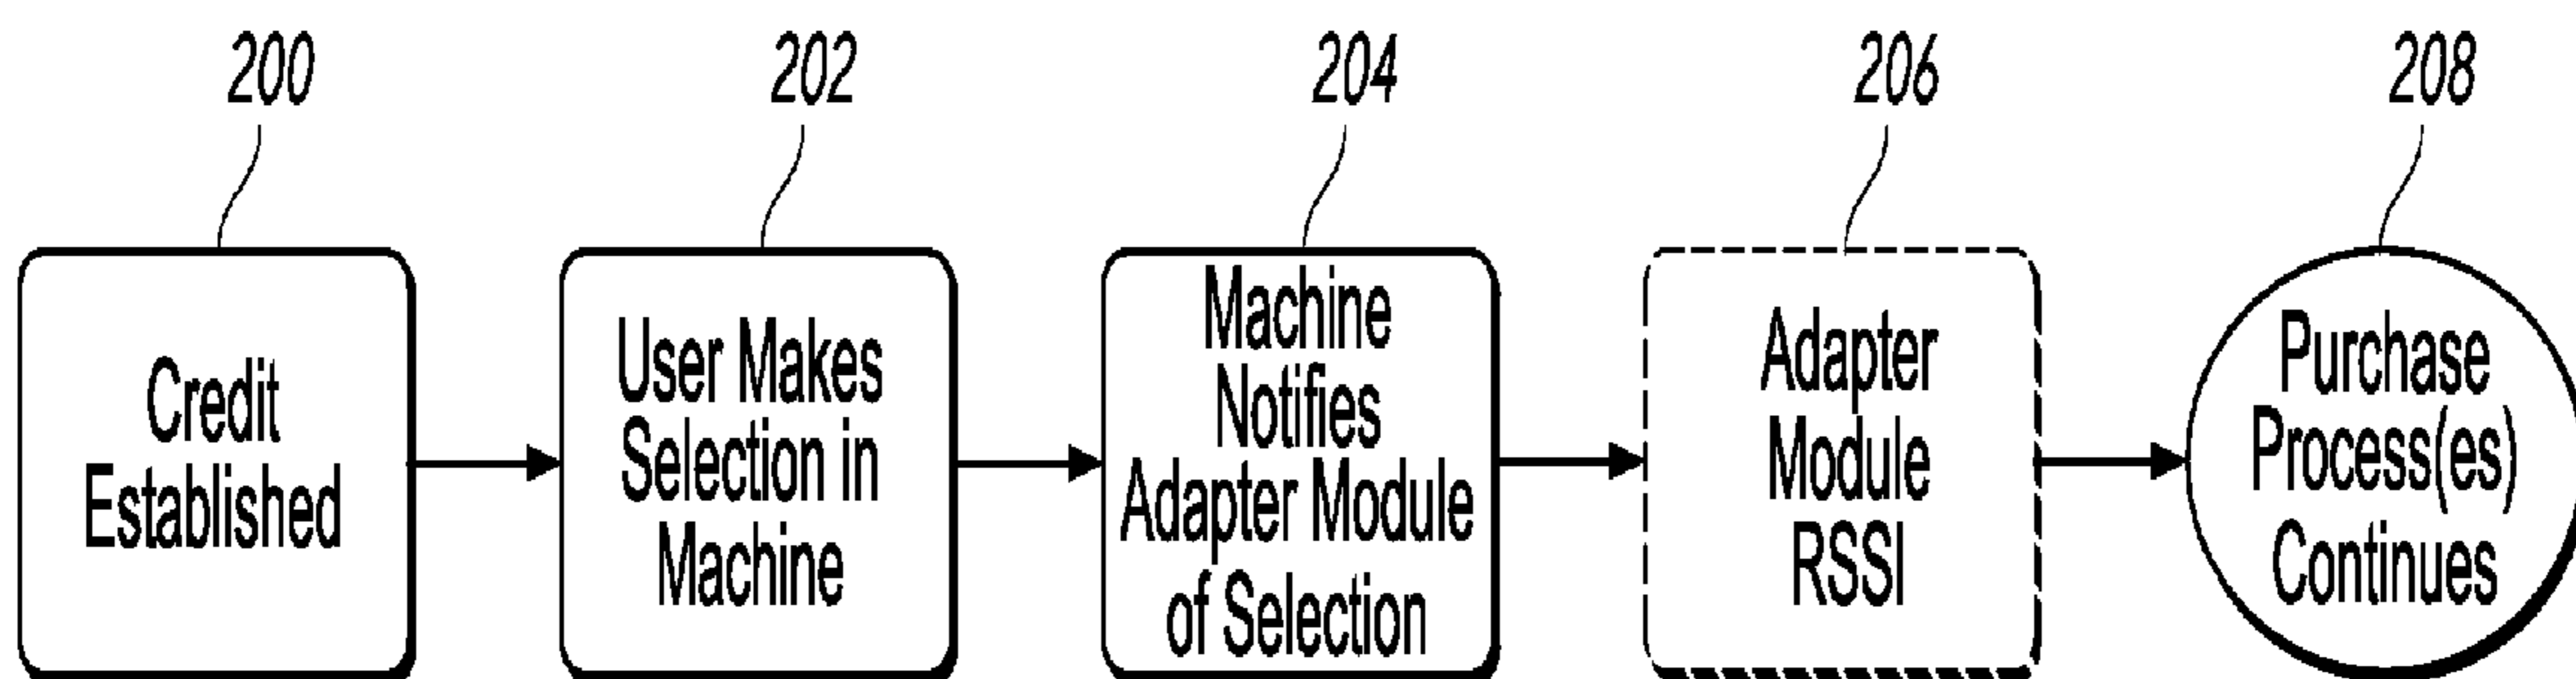 200
202
204
206
208
Credit
Established
User Makes
Selection in
Machine
Machine
Notifies
Adapter Module
of Selection
Adapter
Module
RSSI
Purchase
Process(es)
Continues